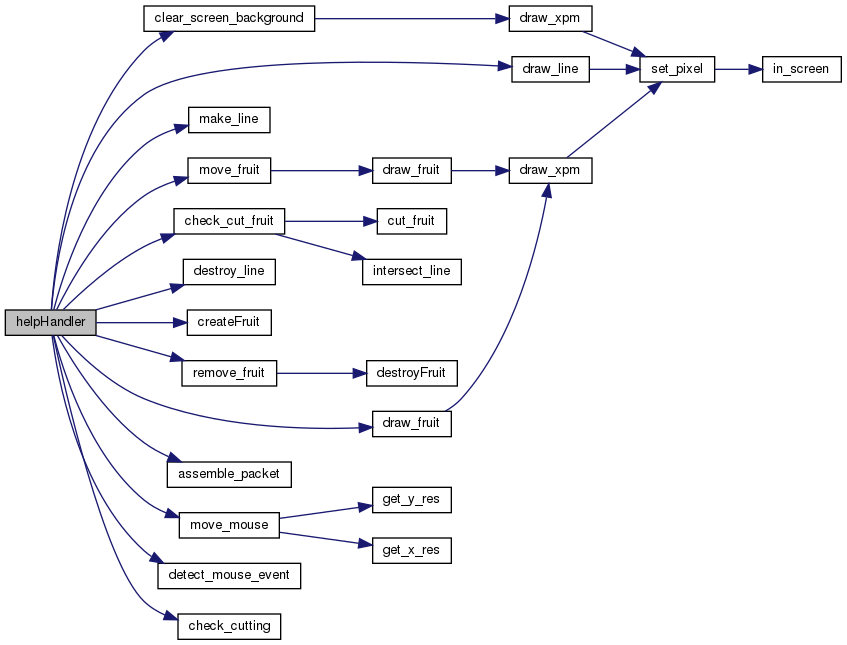 clear_screen_background
draw_xpm
draw_line
set_pixel
in_screen
make_line
move_fruit
draw_fruit
draw_xpm
check_cut_fruit
cut_fruit
destroy_line
intersect_line
helpHandler
createFruit
remove_fruit
destroyFruit
draw_fruit
assemble_packet
get_y_res
move_mouse
get_x_res
detect_mouse_event
check_cutting